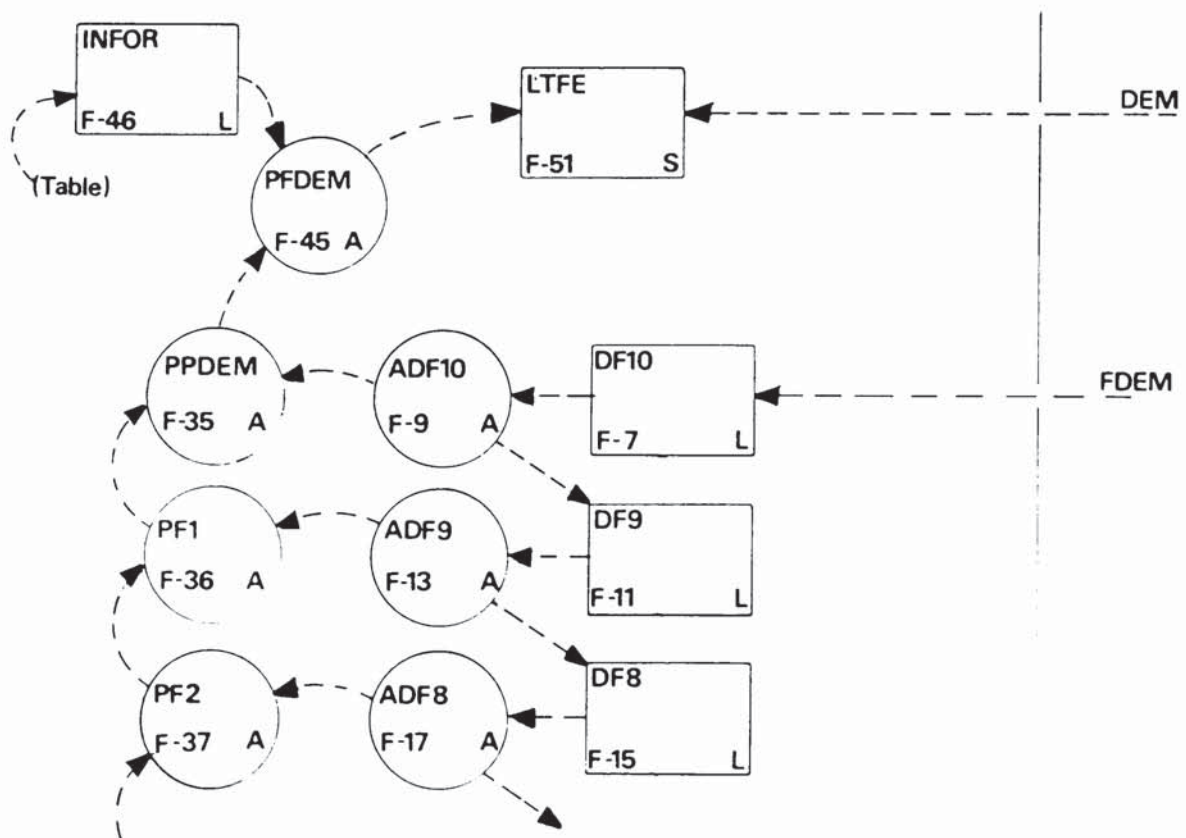 INFOR
F-46 L
(Table)
LTFE
F-51 S
DEM
PFDEM
F-45 A
PPDEM
F-35 A
ADF10
F-9 A
DF10
F-7 L
FDEM
PF1
F-36 A
ADF9
F-13 A
DF9
F-11 L
PF2
F-37 A
ADF8
F-17 A
DF8
F-15 L